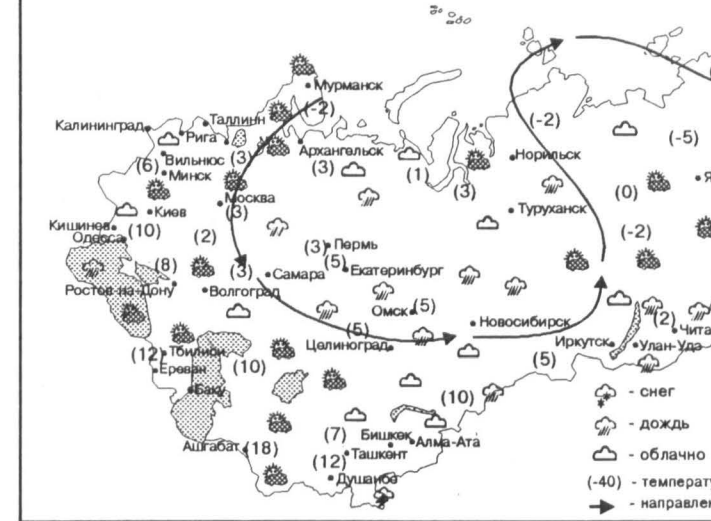 Мурманск
(-2)
Таллинн
Калининград
Рига
(-2)
(-5)
Архангельск
(3)
Вильнюс
(6)
Минск
(3)
(1)
(3)
Норильск
(0)
Я
Москва
(3)
Киев
Туруханск
Кишинев
(10)
Одесса
(2)
(-2)
(3)
Пермь
(5)
Екатеринбург
(8)
(3)
Самара
Ростов-на-Дону
Волгоград
Омск
(5)
Новосибирск
(2)
Чита
(5)
Целиноград
Иркутск
Улан-Удэ
(12)
Тбилиси
(10)
(5)
Ереван
Баку
(10)
- снег
- дождь
(7)
Бишкек
Алма-Ата
Ашгабат
(18)
Ташкент
- облачно
(12)
Душанбе
(-40) - температу
- направлен